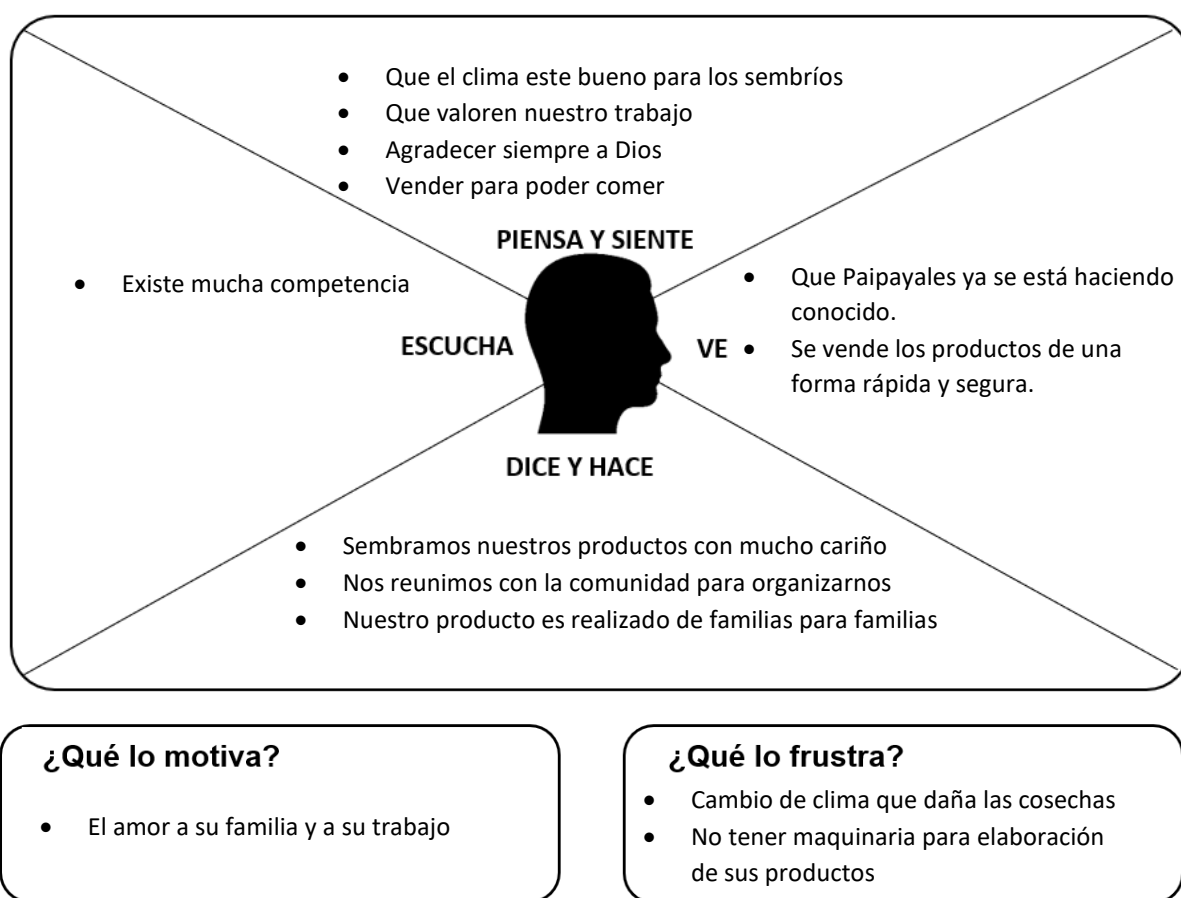 • Que el clima este bueno para los sembríos
• Que valoren nuestro trabajo
• Agradecer siempre a Dios
• Vender para poder comer
PIENSA Y SIENTE
• Existe mucha competencia
ESCUCHA
VE
• Que Paipayales ya se está haciendo
conocido.
• Se vende los productos de una
forma rápida y segura.
DICE Y HACE
• Sembramos nuestros productos con mucho cariño
• Nos reunimos con la comunidad para organizarnos
• Nuestro producto es realizado de familias para familias
¿Qué lo motiva?
• El amor a su familia y a su trabajo
¿Qué lo frustra?
• Cambio de clima que daña las cosechas
• No tener maquinaria para elaboración
de sus productos